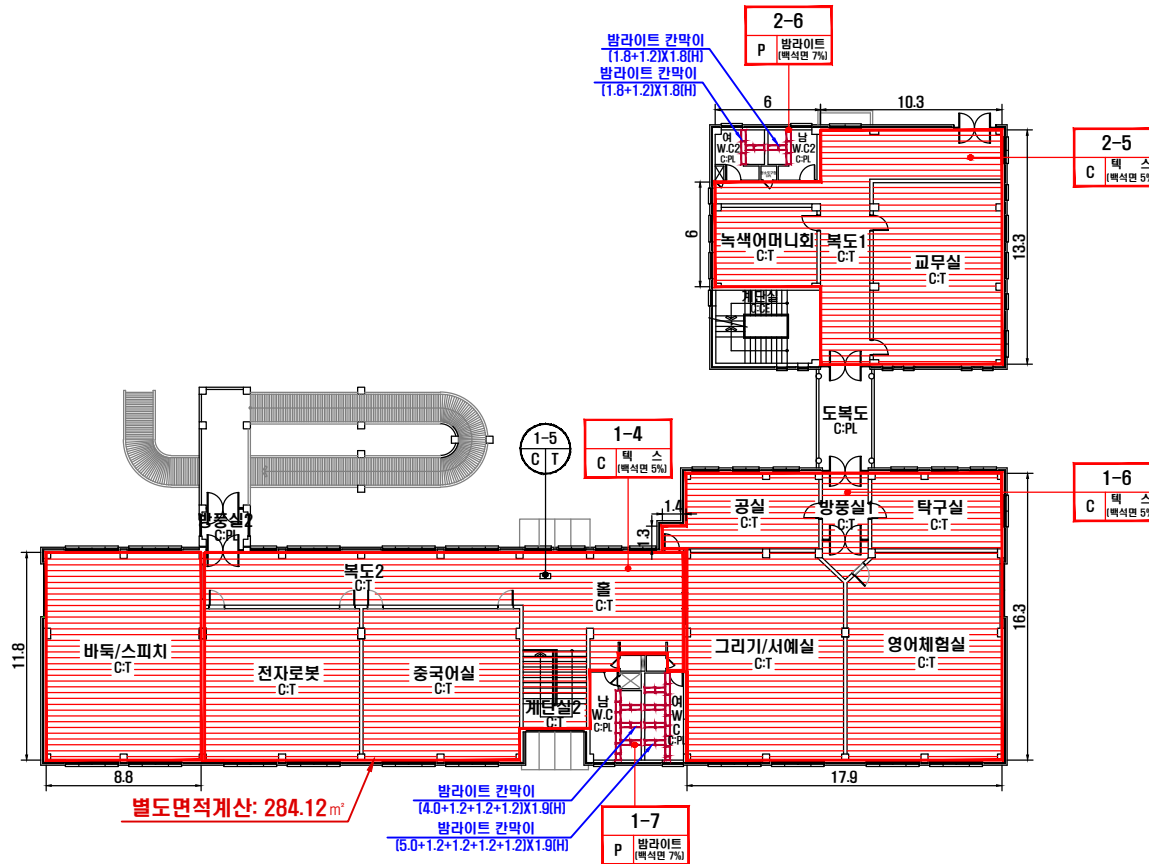 2-6
P 밤라이트
(백석면 7%)
밤라이트 칸막이
(1.8+1.2)X1.8(H)
밤라이트 칸막이
(1.8+1.2)X1.8(H)
6
10.3
여
W.C2
C:PL
남
W.C2
C:PL
2-5
C 텍 스
(백석면 5%
6
녹색어머니회
C:T
복도1
C:T
교무실
C:T
13.3
계단실
C:CE
도복도
C:PL
1-5
C T
1-4
C 텍 스
(백석면 5%)
1-6
C 텍 스
(백석면 5%
1.4
1.3
공실
C:T
방풍실1
C:T
탁구실
C:T
방풍실2
C:PL
복도2
C:T
홀
C:T
11.8
바둑/스피치
C:T
전자로봇
C:T
중국어실
C:T
그리기/서예실
C:T
영어체험실
C:T
16.3
계단실2
C:T
남
W.C
C:PL
여
W.C
C:PL
8.8
17.9
별도면적계산: 284.12㎡
밤라이트 칸막이
(4.0+1.2+1.2+1.2)X1.9(H)
밤라이트 칸막이
(5.0+1.2+1.2+1.2+1.2)X1.9(H)
1-7
P 밤라이트
(백석면 7%)